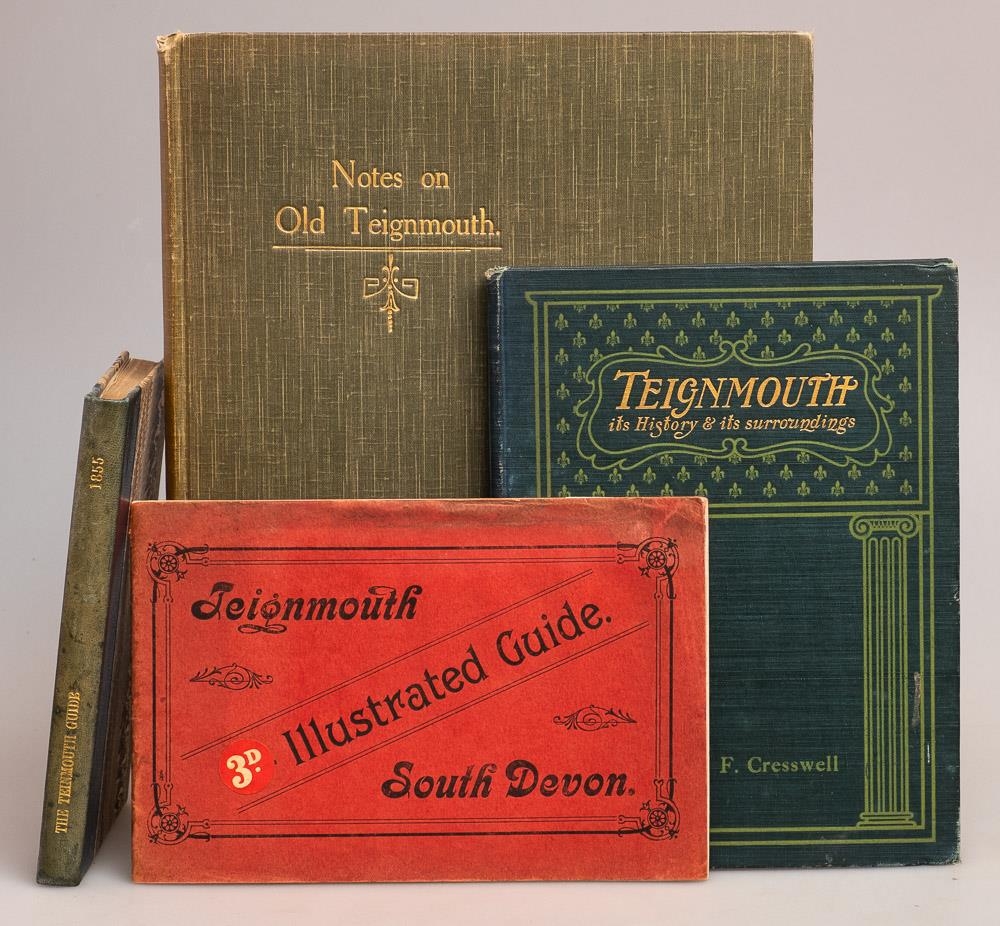 Notes on
Old Teignmouth.
TEIGNMOUTH
its History & its surroundings
F. Cresswell
1855
THE TEIGNMOUTH GUIDE
Teignmouth
Illustrated Guide.
3D.
South Devon.